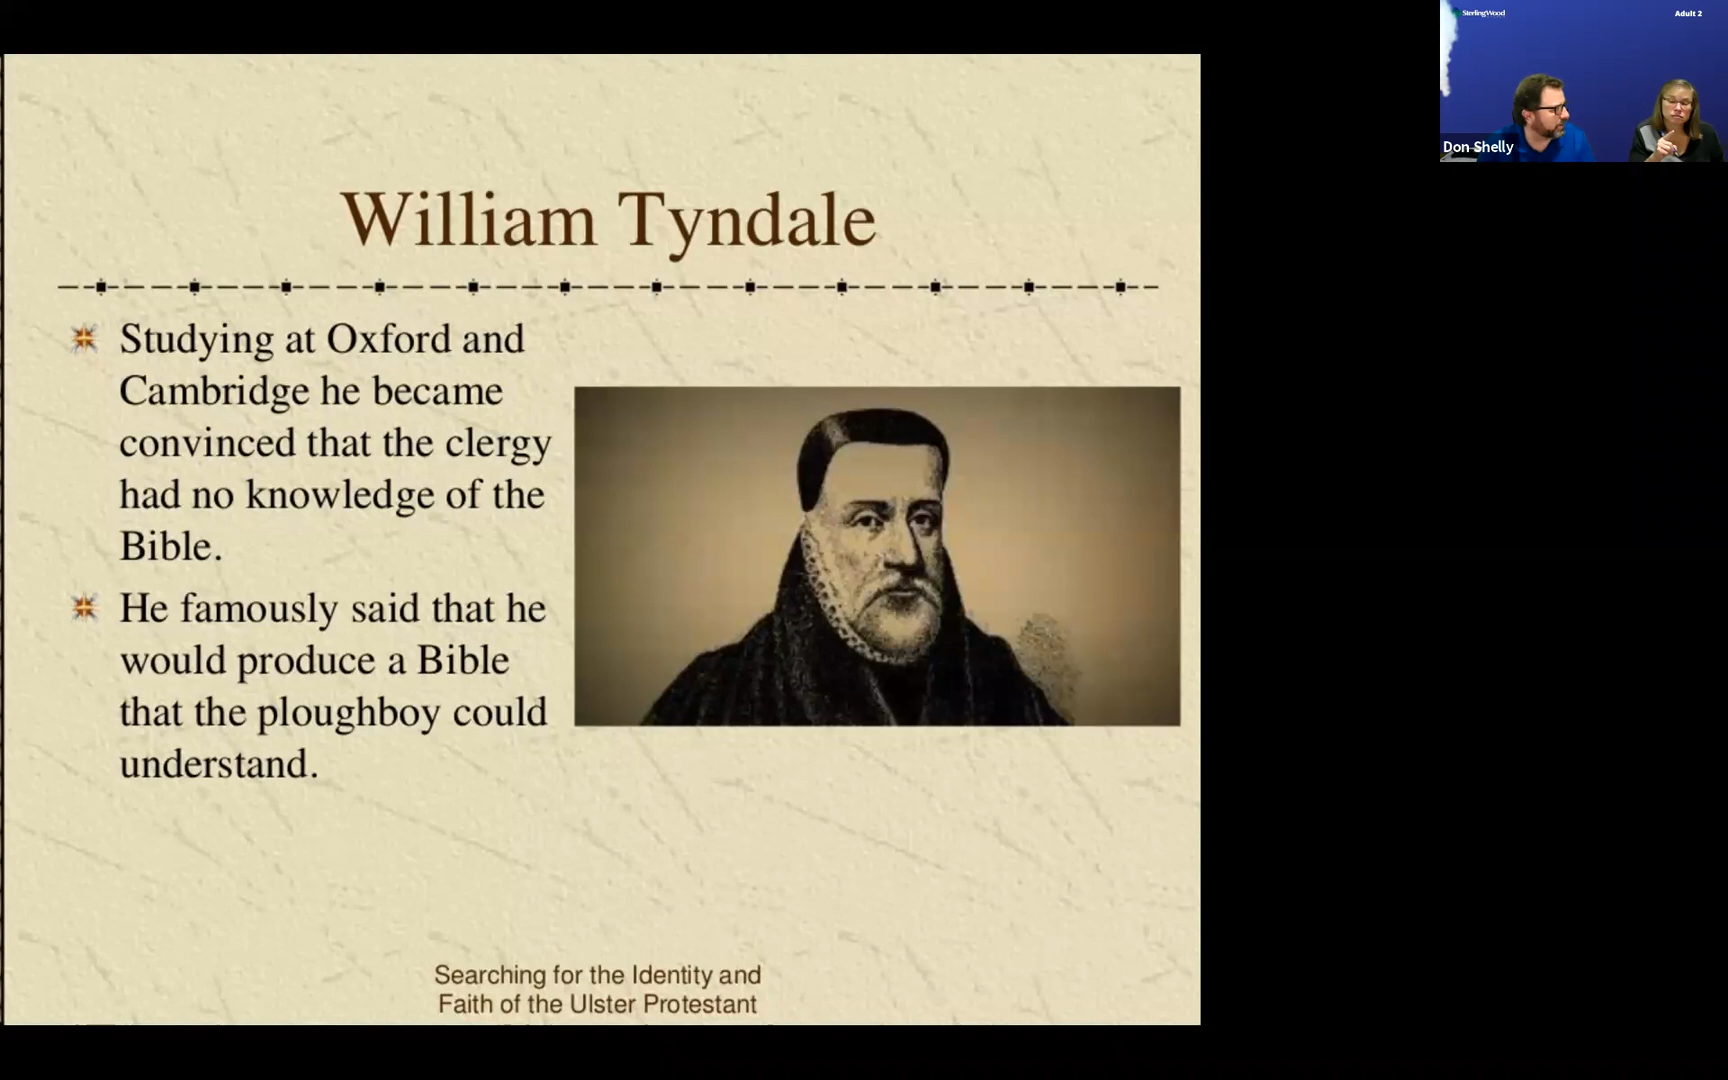 SterlingWood
Adult 2
Don Shelly
William Tyndale
Studying at Oxford and
Cambridge he became
convinced that the clergy
had no knowledge of the
Bible.
He famously said that he
would produce a Bible
that the ploughboy could
understand.
Searching for the Identity and
Faith of the Ulster Protestant